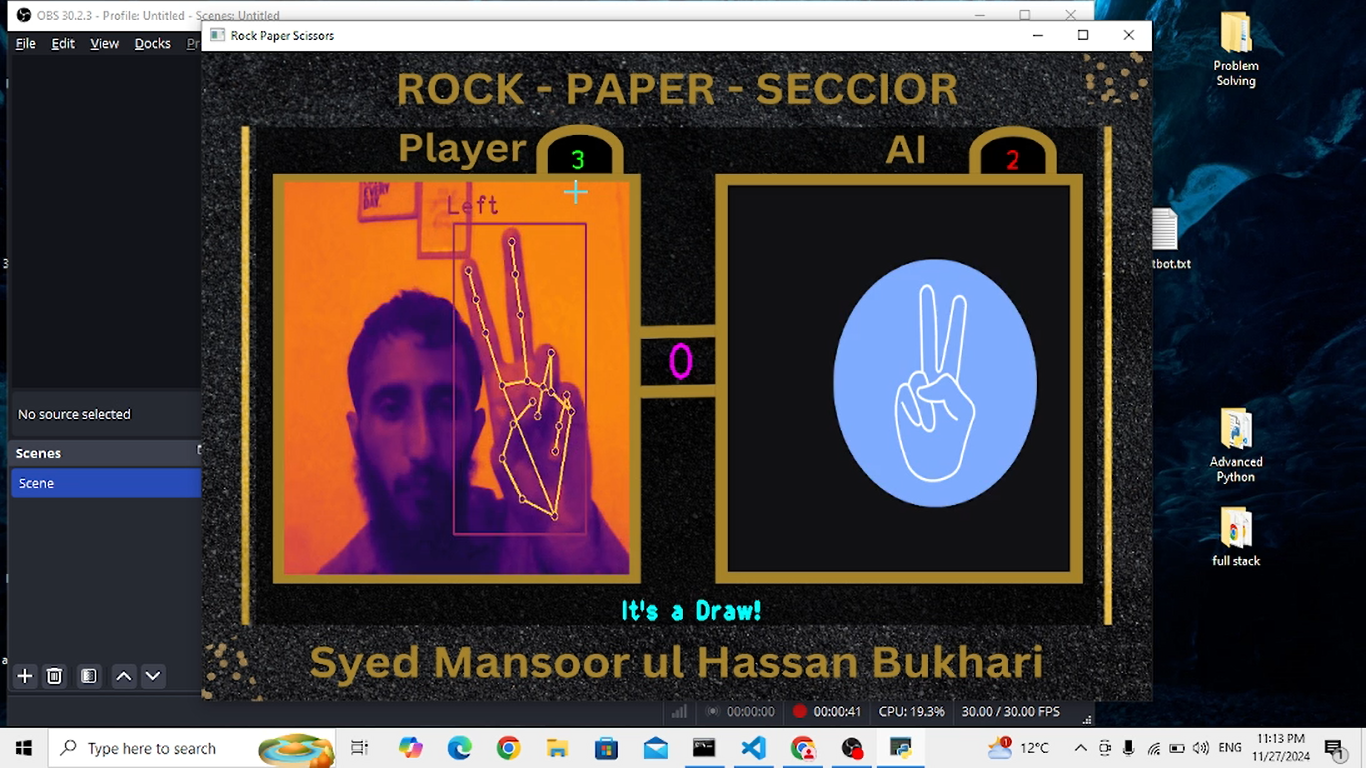 OBS 30.2.3 - Profile: Untitled - Scenes: Untitled
Rock Paper Scissors
File Edit View Docks Pr
ROCK - PAPER - SECCIOR
Player
3
AI
2
EVERY
DAY.
Left
0
It's a Draw!
Syed Mansoor ul Hassan Bukhari
No source selected
Scenes
Scene
00:00:00
00:00:41
CPU: 19.3%
30.00 / 30.00 FPS
Problem
Solving
tbot.txt
Advanced
Python
full stack
Type here to search
1
12°C
ENG
11:13 PM
11/27/2024
1